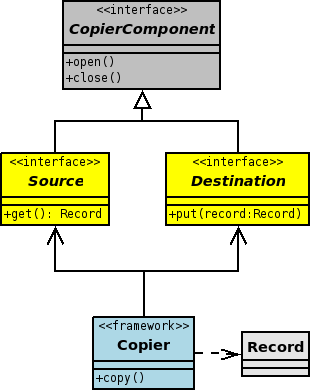 <<interface>>
CopierComponent
+open()
+close()
<<interface>>
Source
+get(): Record
<<interface>>
Destination
+put(record:Record)
<<framework>>
Copier
+copy()
Record